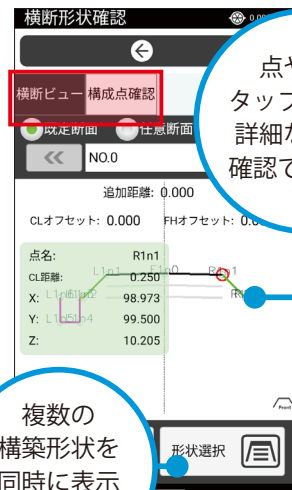 横断形状確認
横断ビュー 構成点確認
既定断面 任意断面
NO.0
追加距離: 0.000
CLオフセット: 0.000 FHオフセット:
点名: R1n1
CL距離: 0.250
X: 98.973
Y: 99.500
Z: 10.205
点や
タップ
詳細な
確認で
複数の
構築形状を
同時に表示
形状選択